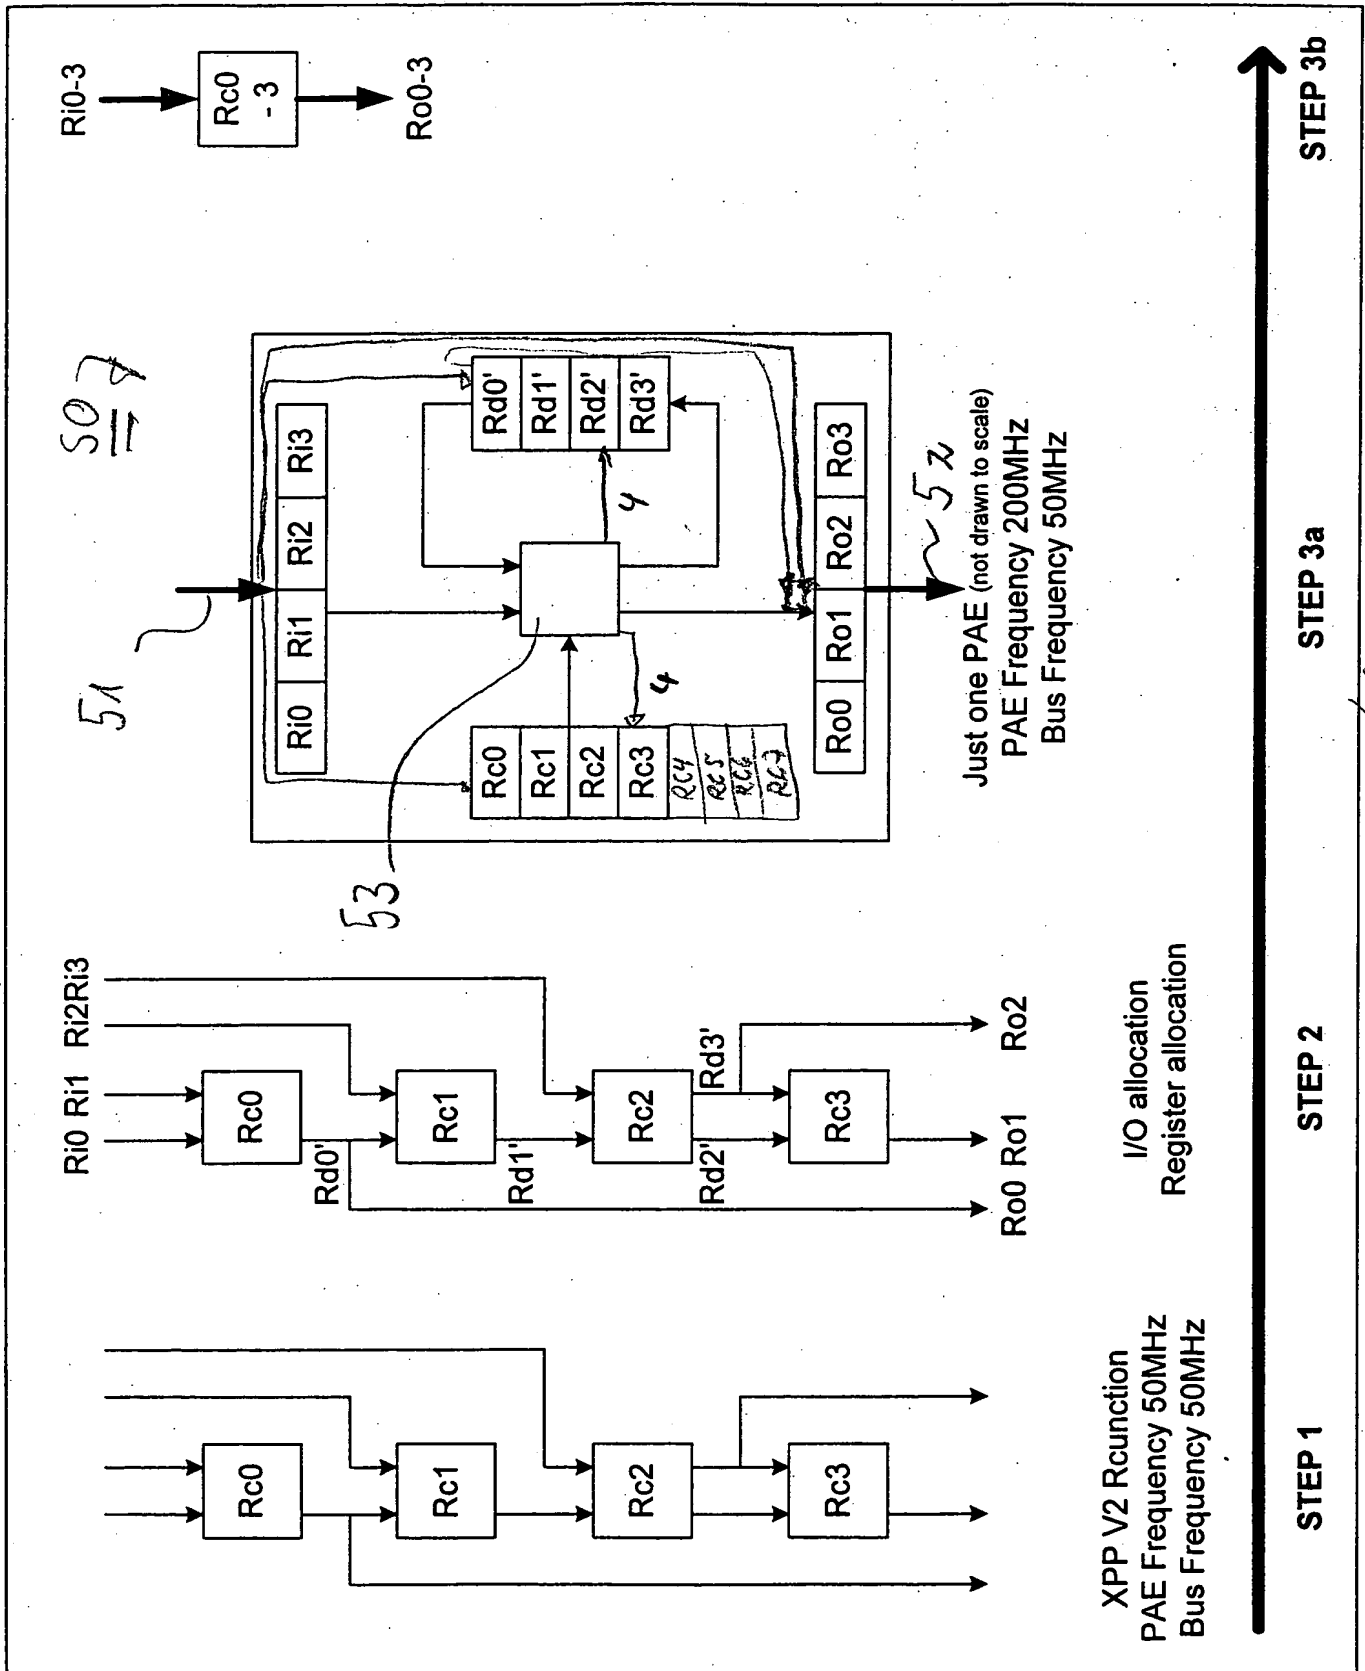 Rc0
Rc1
Rc2
Rc3
XPP V2 Rcunction
PAE Frequency 50MHz
Bus Frequency 50MHz
STEP 1
Ri0 Ri1 Ri2Ri3
Rc0
Rd0'
Rc1
Rd1'
Rc2
Rd2'
Rd3'
Rc3
Ro0 Ro1 Ro2
I/O allocation
Register allocation
STEP 2
51
50
53
Ri0 Ri1 Ri2 Ri3
Rc0
Rc1
Rc2
Rc3
RC4
RC5
RC6
RC7
4
4
Rd0'
Rd1'
Rd2'
Rd3'
Ro0 Ro1 Ro2 Ro3
52
Just one PAE (not drawn to scale)
PAE Frequency 200MHz
Bus Frequency 50MHz
STEP 3a
Ri0-3
Rc0
- 3
Ro0-3
STEP 3b